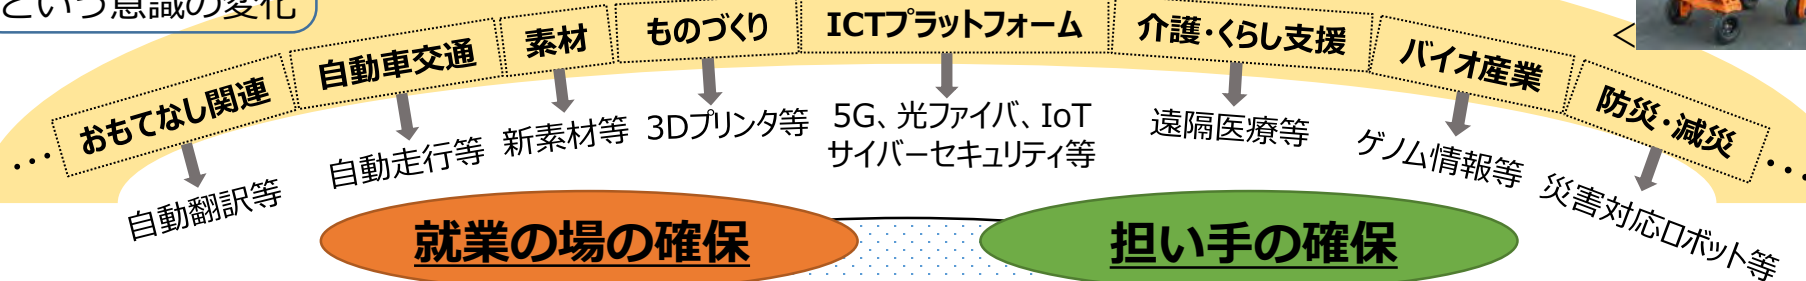 という意識の変化
・・・
おもてなし関連
自動車交通
素材
ものづくり
ICTプラットフォーム
介護・くらし支援
バイオ産業
防災・減災
・・・
自動翻訳等
自動走行等
新素材等
3Dプリンタ等
5G、光ファイバ、IoT
サイバーセキュリティ等
遠隔医療等
ゲノム情報等
災害対応ロボット等
就業の場の確保
担い手の確保